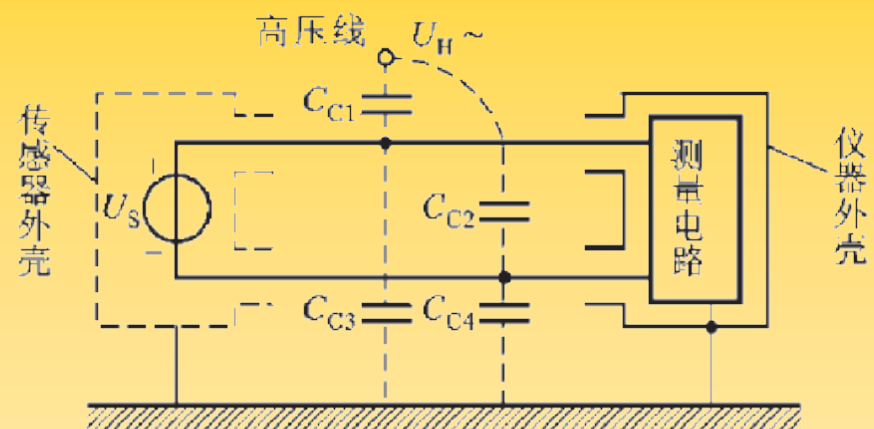 高压线 U_H ~
C_C1
传感器外壳
U_S
C_C2
测量电路
仪器外壳
C_C3
C_C4